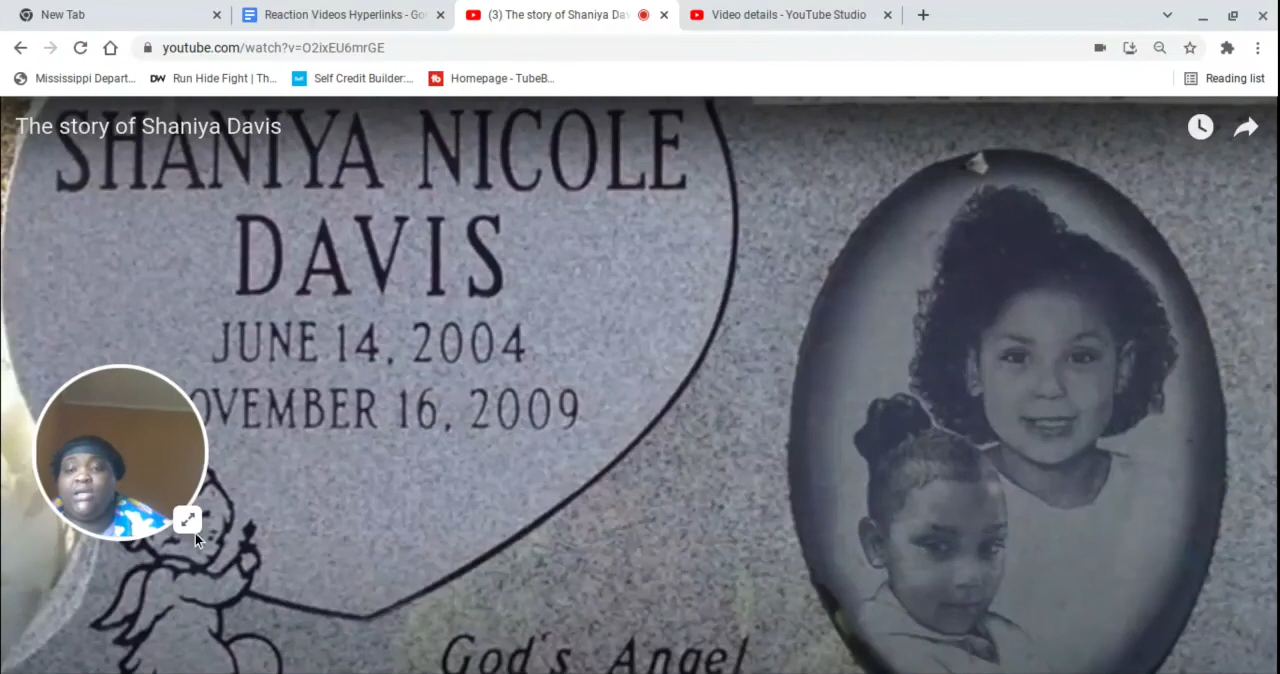 New Tab
Reaction Videos Hyperlinks - Go
(3) The story of Shaniya Da
Video details - YouTube Studio
youtube.com/watch?v=O2ixEU6mrGE
Mississippi Depart...
DW Run Hide Fight | Th...
Self Credit Builder:...
Homepage - TubeB...
Reading list
The story of Shaniya Davis
SHANIYA NICOLE
DAVIS
JUNE 14, 2004
OVEMBER 16, 2009
God's Angel